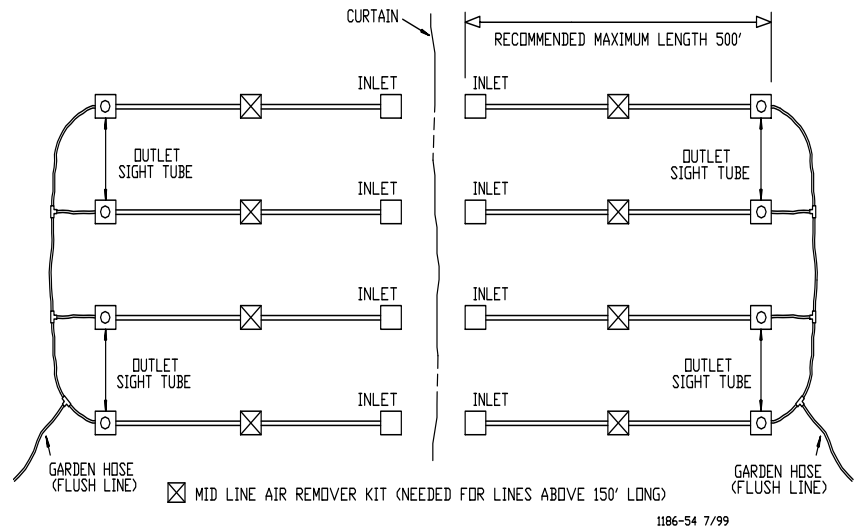 CURTAIN
RECOMMENDED MAXIMUM LENGTH 500'
INLET
INLET
OUTLET
SIGHT TUBE
OUTLET
SIGHT TUBE
INLET
INLET
INLET
INLET
OUTLET
SIGHT TUBE
OUTLET
SIGHT TUBE
INLET
INLET
GARDEN HOSE
(FLUSH LINE)
GARDEN HOSE
(FLUSH LINE)
MID LINE AIR REMOVER KIT (NEEDED FOR LINES ABOVE 150' LONG)
1186-54 7/99